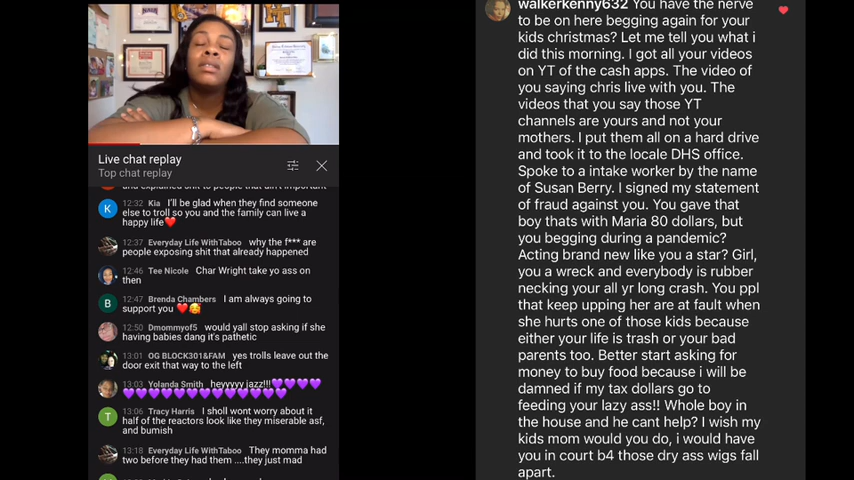 Live chat replay
Top chat replay
and explained shit to people that ain't important
K
12:32 Kia I'll be glad when they find someone
else to troll so you and the family can live a
happy life❤️
12:37 Everyday Life WithTaboo why the f*** are
people exposing shit that already happened
12:46 Tee Nicole Char Wright take yo ass on
then
B
12:47 Brenda Chambers I am always going to
support you ❤️🥰
12:50 Dmommyof5 would yall stop asking if she
having babies dang it's pathetic
13:01 OG BLOCK301&FAM yes trolls leave out the
door exit that way to the left
13:03 Yolanda Smith heyyyyy jazz!!!💜💜💜💜
💜💜💜💜💜💜💜💜💜💜💜💜
T
13:06 Tracy Harris I sholl wont worry about it
half of the reactors look like they miserable asf,
and bumish
13:18 Everyday Life WithTaboo They momma had
two before they had them ....they just mad
walkerkenny632 You have the nerve
to be on here begging again for your
kids christmas? Let me tell you what i
did this morning. I got all your videos
on YT of the cash apps. The video of
you saying chris live with you. The
videos that you say those YT
channels are yours and not your
mothers. I put them all on a hard drive
and took it to the locale DHS office.
Spoke to a intake worker by the name
of Susan Berry. I signed my statement
of fraud against you. You gave that
boy thats with Maria 80 dollars, but
you begging during a pandemic?
Acting brand new like you a star? Girl,
you a wreck and everybody is rubber
necking your all yr long crash. You ppl
that keep upping her are at fault when
she hurts one of those kids because
either your life is trash or your bad
parents too. Better start asking for
money to buy food because i will be
damned if my tax dollars go to
feeding your lazy ass!! Whole boy in
the house and he cant help? I wish my
kids mom would you do, i would have
you in court b4 those dry ass wigs fall
apart.